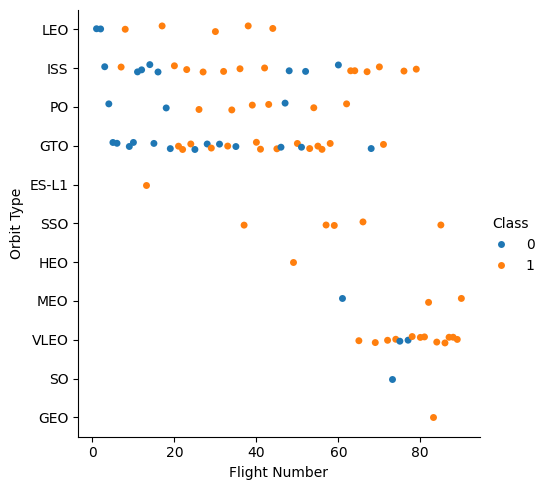 LEO
ISS
PO
GTO
ES-L1
SSO
HEO
MEO
VLEO
SO
GEO
Orbit Type
0 20 40 60 80
Flight Number
Class
0
1